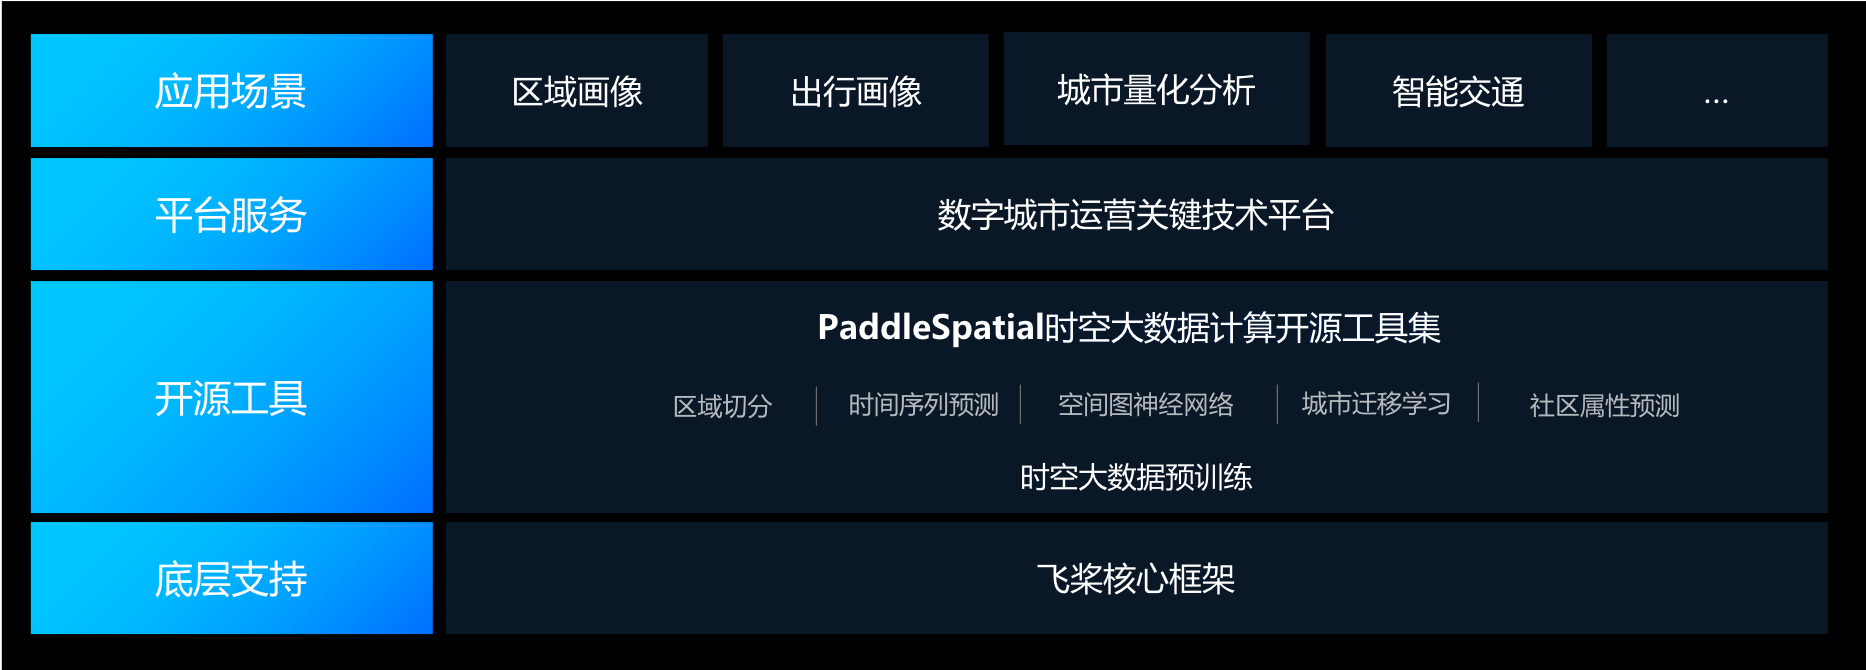 应用场景
区域画像
出行画像
城市量化分析
智能交通
...
平台服务
数字城市运营关键技术平台
开源工具
PaddleSpatial时空大数据计算开源工具集
区域切分
时间序列预测
空间图神经网络
城市迁移学习
社区属性预测
时空大数据预训练
底层支持
飞桨核心框架